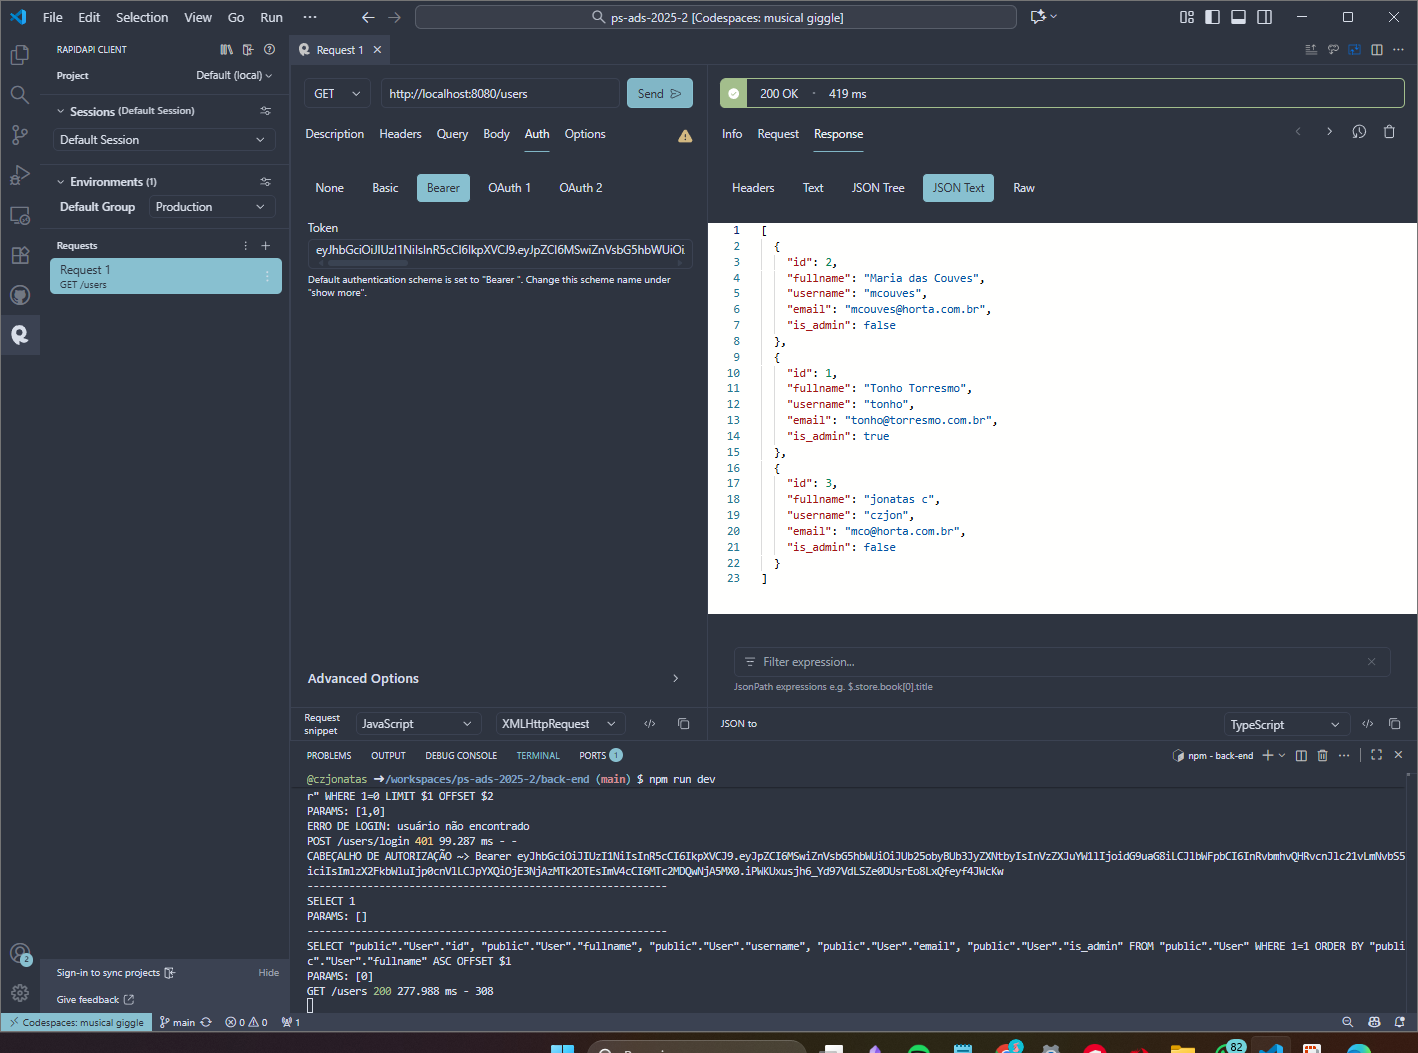 File Edit Selection View Go Run ···
ps-ads-2025-2 [Codespaces: musical giggle]
RAPIDAPI CLIENT
Project Default (local)
Sessions (Default Session)
Default Session
Environments (1)
Default Group Production
Requests
Request 1
GET /users
Sign-in to sync projects Hide
Give feedback
Request 1
GET http://localhost:8080/users Send
Description Headers Query Body Auth Options
None Basic Bearer OAuth 1 OAuth 2
Token
Default authentication scheme is set to "Bearer ". Change this scheme name under
"show more".
Advanced Options
Request
snippet
JavaScript XMLHttpRequest
200 OK · 419 ms
Info Request Response
Headers Text JSON Tree JSON Text Raw
1 [
2 {
3 "id": 2,
4 "fullname": "Maria das Couves",
5 "username": "mcouves",
6 "email": "mcouves@horta.com.br",
7 "is_admin": false
8 },
9 {
10 "id": 1,
11 "fullname": "Tonho Torresmo",
12 "username": "tonho",
13 "email": "tonho@torresmo.com.br",
14 "is_admin": true
15 },
16 {
17 "id": 3,
18 "fullname": "jonatas c",
19 "username": "czjon",
20 "email": "mco@horta.com.br",
21 "is_admin": false
22 }
23 ]
Filter expression...
JsonPath expressions e.g. $.store.book[0].title
JSON to TypeScript
PROBLEMS OUTPUT DEBUG CONSOLE TERMINAL PORTS 1
npm - back-end
@czjonatas ➜/workspaces/ps-ads-2025-2/back-end (main) $ npm run dev
r" WHERE 1=0 LIMIT $1 OFFSET $2
PARAMS: [1,0]
ERRO DE LOGIN: usuário não encontrado
POST /users/login 401 99.287 ms - -
CABEÇALHO DE AUTORIZAÇÃO ~> Bearer
------------------------------------------------------
SELECT 1
PARAMS: []
------------------------------------------------------
SELECT "public"."User"."id", "public"."User"."fullname", "public"."User"."username", "public"."User"."email", "public"."User"."is_admin" FROM "public"."User" WHERE 1=1 ORDER BY "publi
c"."User"."fullname" ASC OFFSET $1
PARAMS: [0]
GET /users 200 277.988 ms - 308
2
Codespaces: musical giggle main 0 0 1
82